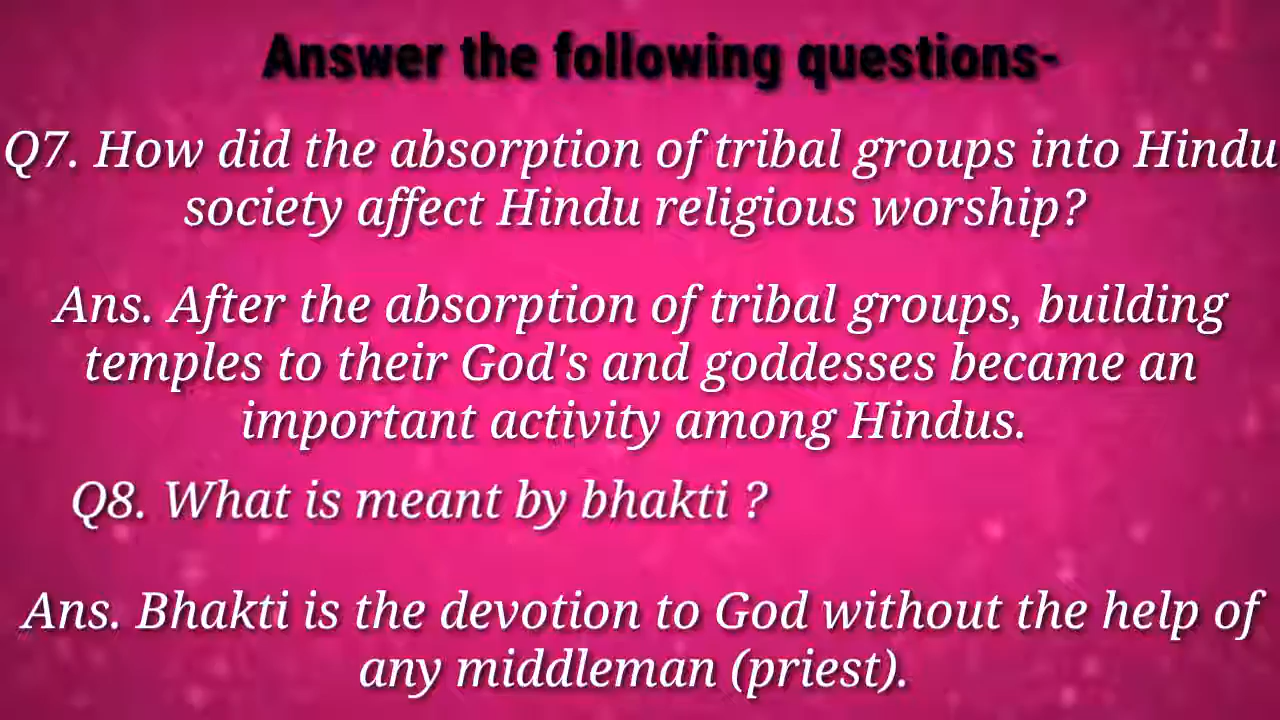 Answer the following questions-
Q7. How did the absorption of tribal groups into Hindu
society affect Hindu religious worship?
Ans. After the absorption of tribal groups, building
temples to their God's and goddesses became an
important activity among Hindus.
Q8. What is meant by bhakti ?
Ans. Bhakti is the devotion to God without the help of
any middleman (priest).